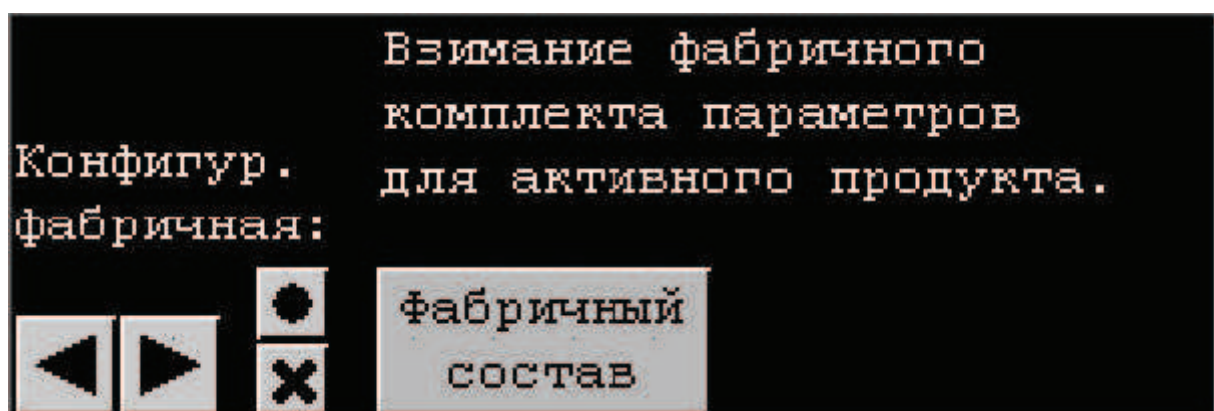 Взимание фабричного
комплекта параметров
для активного продукта.
Конфигур.
фабричная:
Фабричный
состав